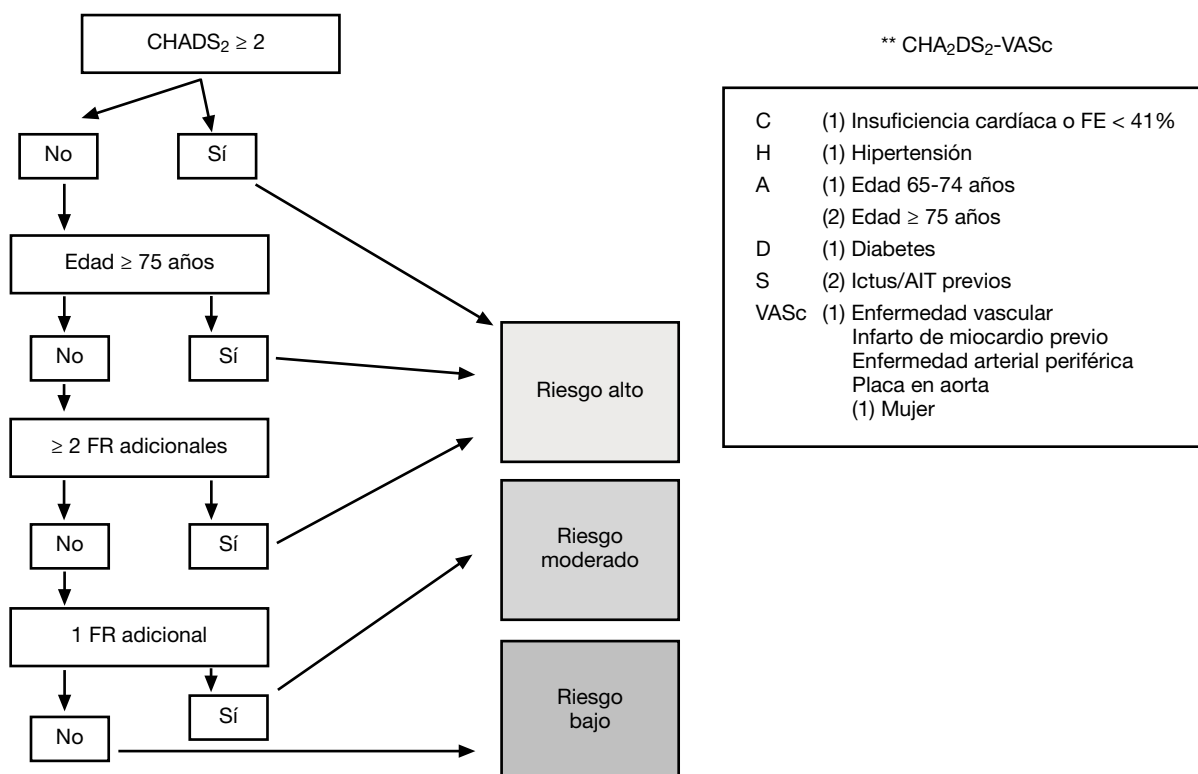 CHADS₂ ≥ 2
No
Sí
Edad ≥ 75 años
No
Sí
≥ 2 FR adicionales
No
Sí
1 FR adicional
Sí
No
Riesgo alto
Riesgo
moderado
Riesgo
bajo
** CHA₂DS₂-VASc
C (1) Insuficiencia cardíaca o FE < 41%
H (1) Hipertensión
A (1) Edad 65-74 años
(2) Edad ≥ 75 años
D (1) Diabetes
S (2) Ictus/AIT previos
VASc (1) Enfermedad vascular
Infarto de miocardio previo
Enfermedad arterial periférica
Placa en aorta
(1) Mujer